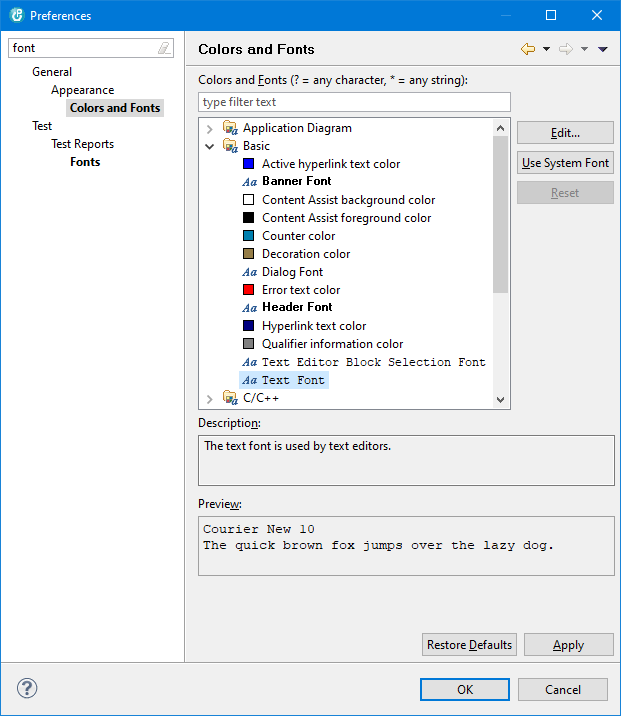 Preferences
font
General
Appearance
Colors and Fonts
Test
Test Reports
Fonts
Colors and Fonts
Colors and Fonts (? = any character, * = any string):
type filter text
Application Diagram
Basic
Active hyperlink text color
Aa Banner Font
Content Assist background color
Content Assist foreground color
Counter color
Decoration color
Aa Dialog Font
Error text color
Aa Header Font
Hyperlink text color
Qualifier information color
Aa Text Editor Block Selection Font
Aa Text Font
C/C++
Edit...
Use System Font
Reset
Description:
The text font is used by text editors.
Preview:
Courier New 10
The quick brown fox jumps over the lazy dog.
Restore Defaults
Apply
?
OK
Cancel